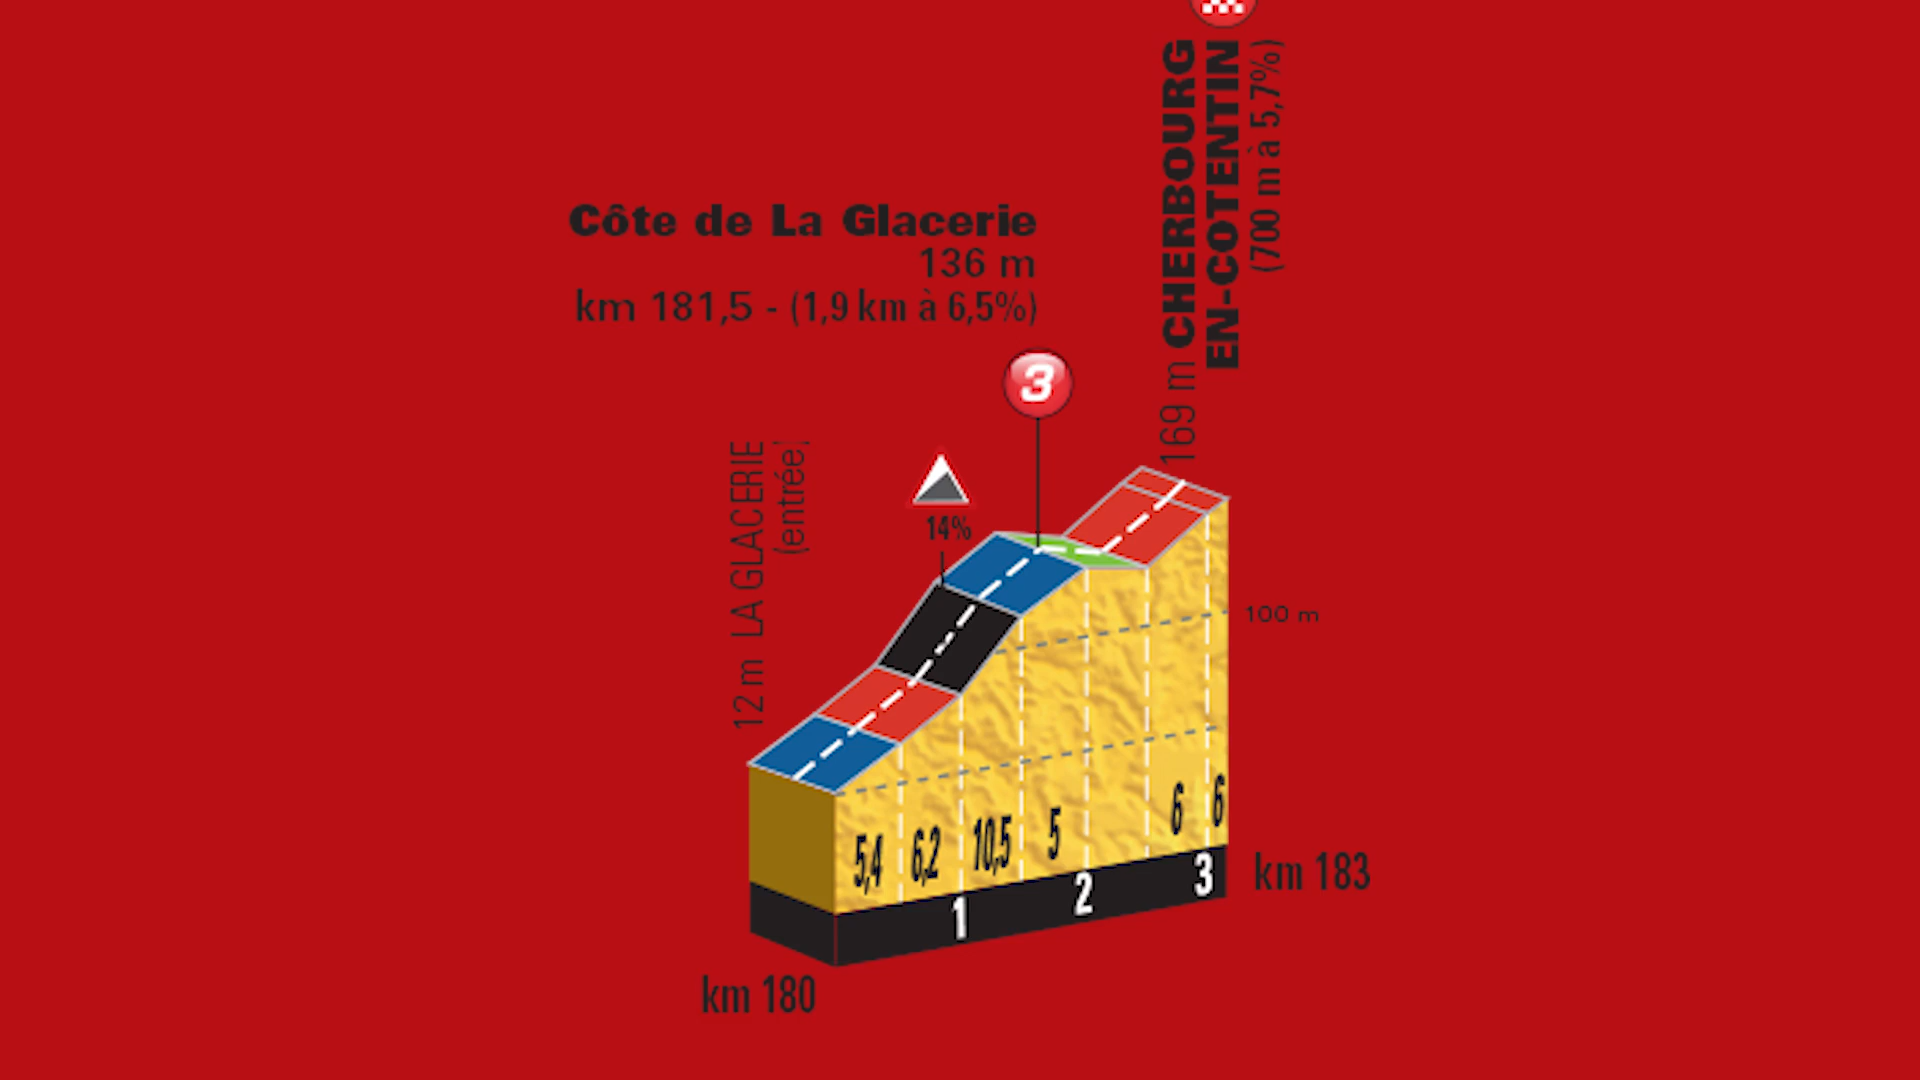 Côte de La Glacerie
136 m
km 181,5 - (1,9 km à 6,5%)
169 m CHERBOURG
EN-COTENTIN
(700 m à 5,7%)
3
14%
12 m LA GLACERIE
(entrée)
100 m
5,4 6,2 10,5 5 6 6
1 2 3
km 183
km 180